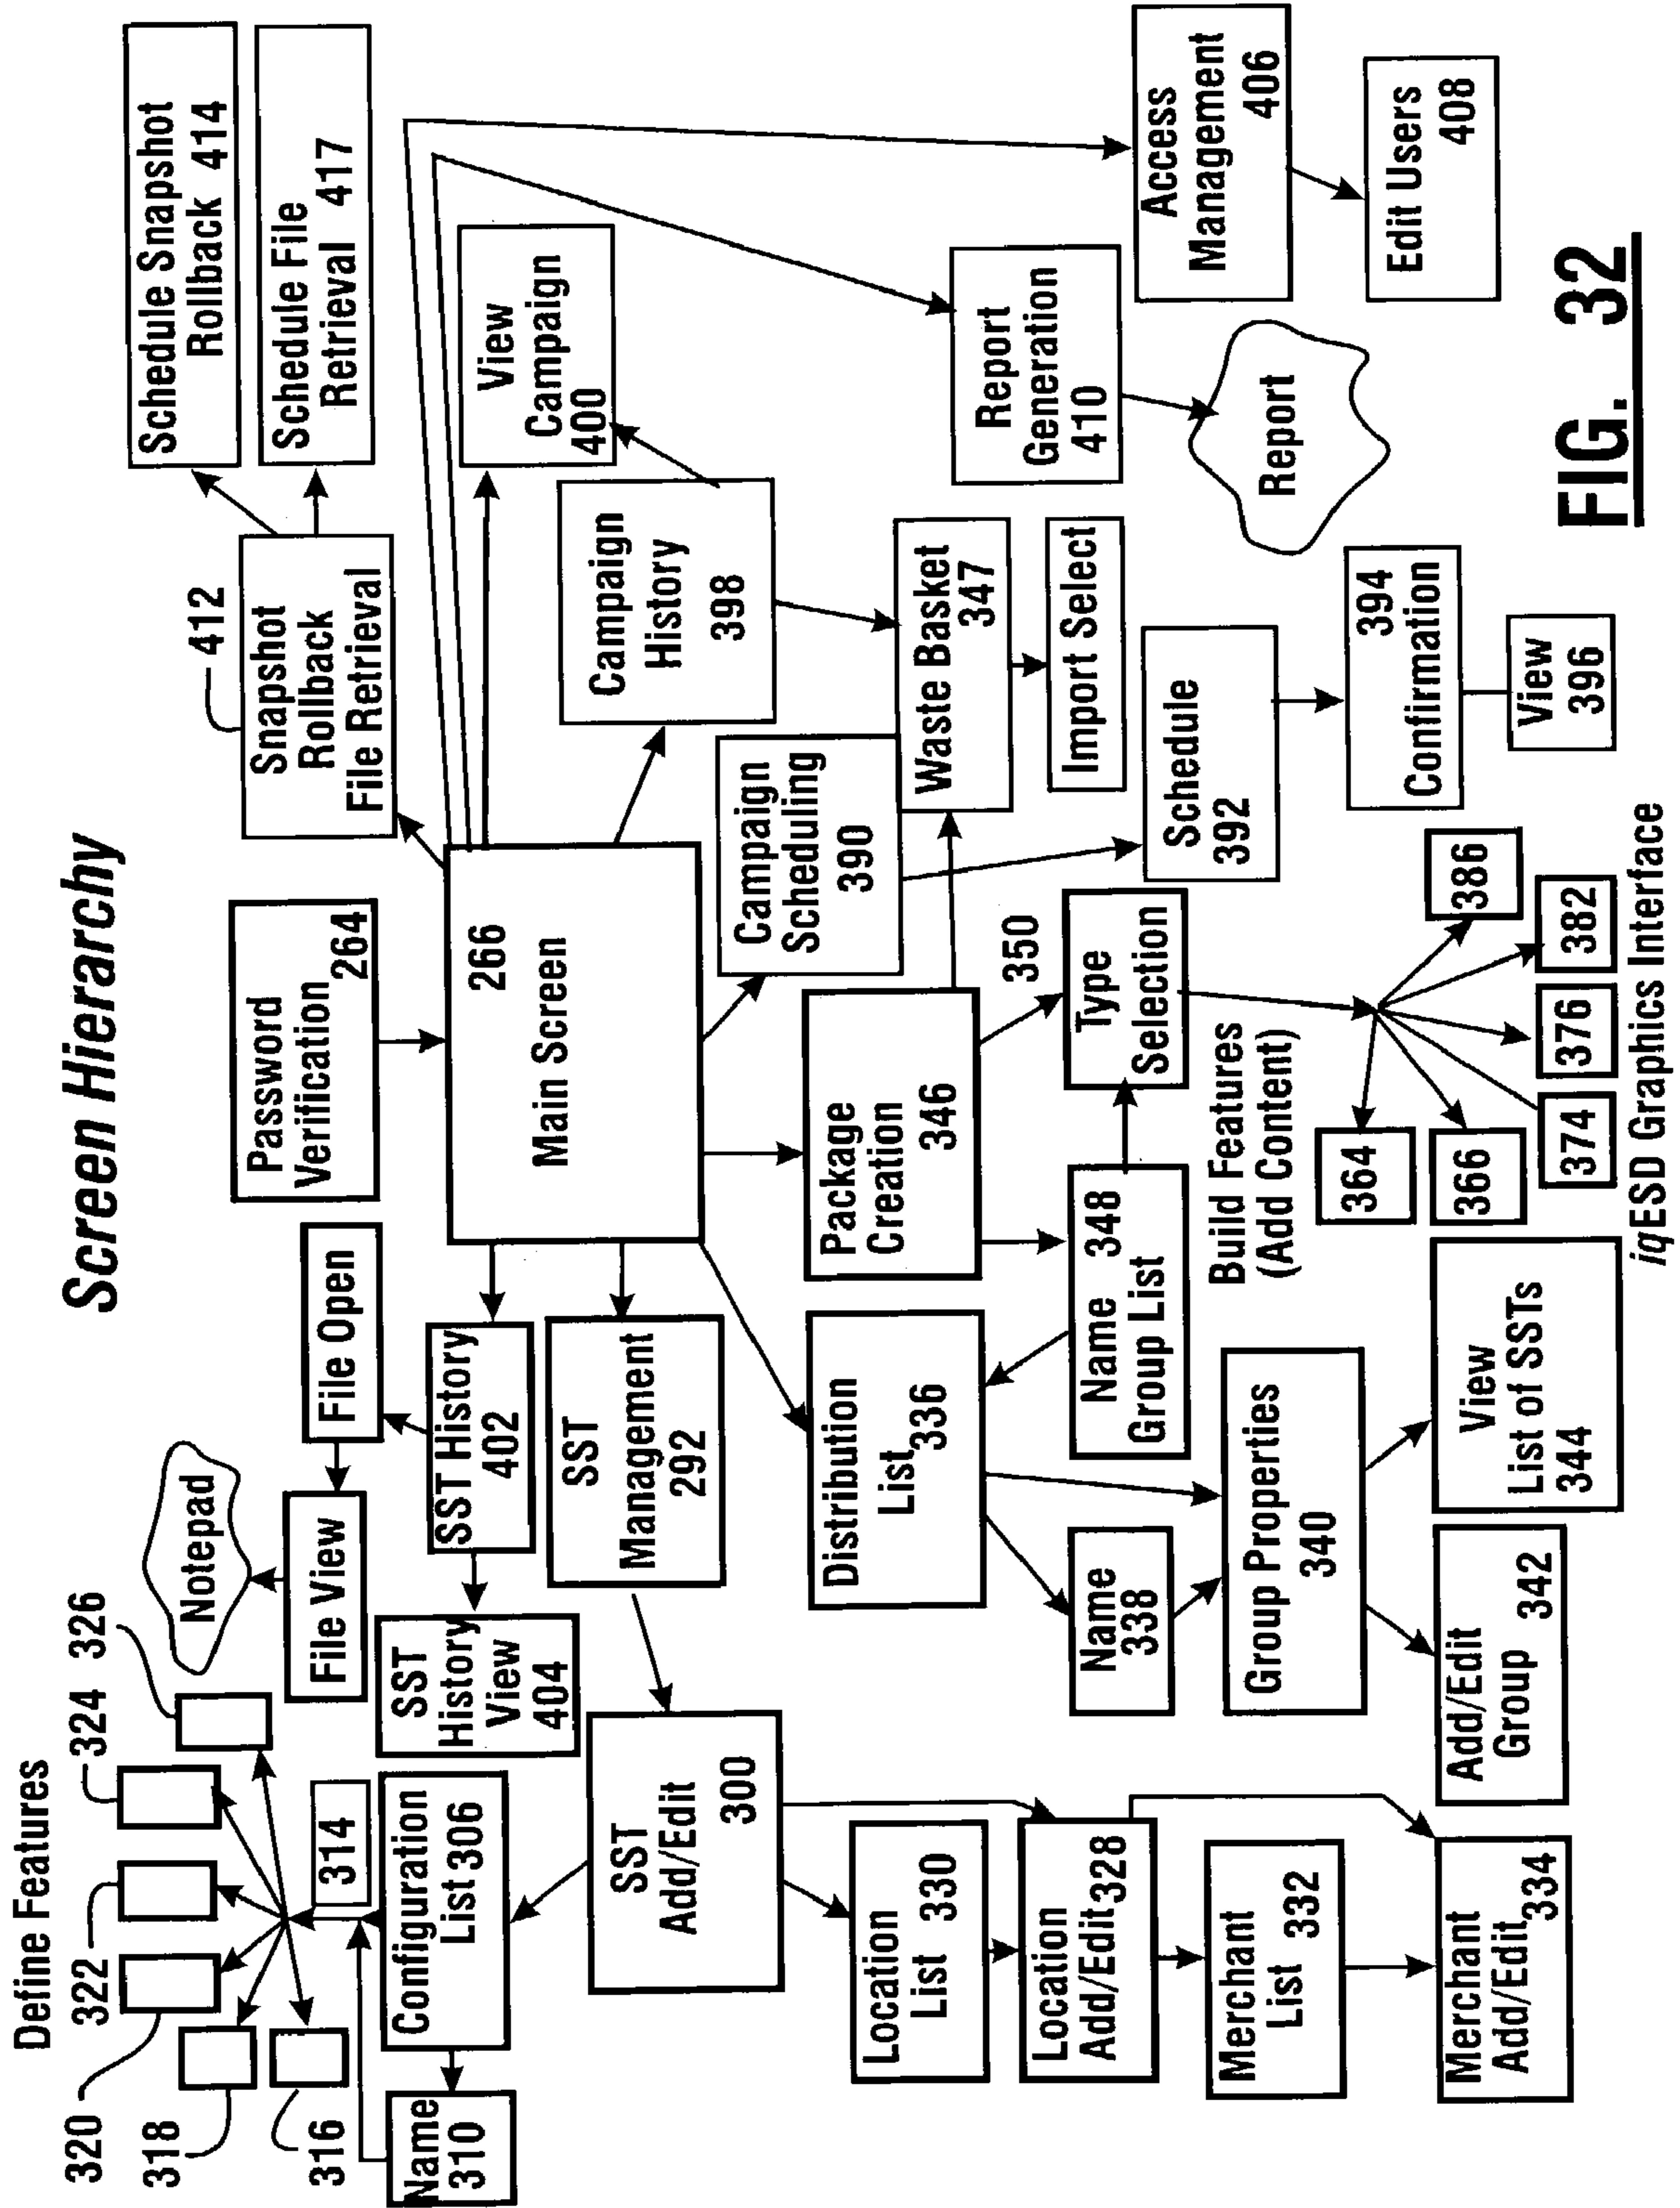 Screen Hierarchy
Define Features
320
322
324
326
318
316
314
Name
310
Configuration
List 306
Notepad
File View
File Open
SST
History
View
404
SST History
402
SST
Management
292
SST
Add/Edit
300
Password
Verification
264
266
Main Screen
412
Snapshot
Rollback
File Retrieval
Schedule Snapshot
Rollback 414
Schedule File
Retrieval 417
View
Campaign
400
Campaign
History
398
Campaign
Scheduling
390
Waste Basket
347
Import Select
Report
Generation
410
Report
Access
Management
406
Edit Users
408
Location
List 330
Location
Add/Edit 328
Merchant
List 332
Merchant
Add/Edit 334
Distribution
List 336
Name
338
Group Properties
340
Add/Edit
Group 342
View
List of SSTs
344
Package
Creation 346
Name 348
Group List
350
Type
Selection
Build Features
(Add Content)
364
366
374
376
382
386
Schedule
392
394
Confirmation
View
396
iqESD Graphics Interface
FIG. 32